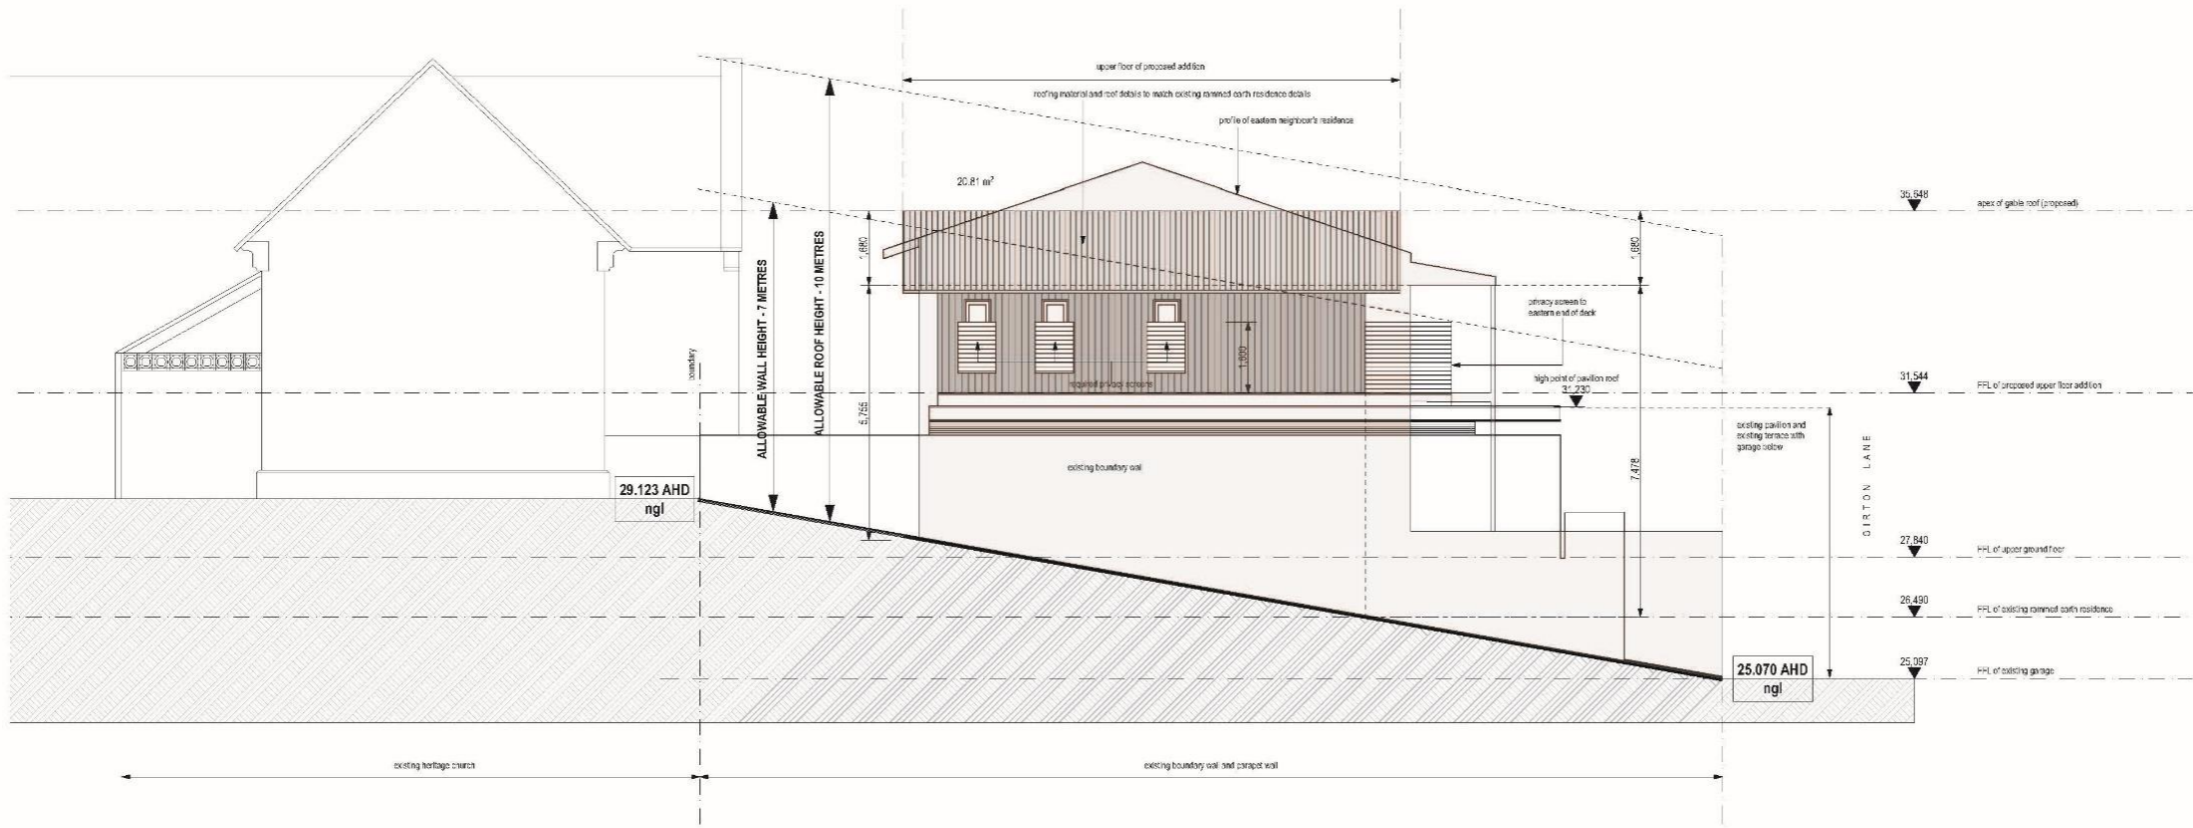 upper floor of proposed addition
roofing material and roof details to match existing rammed earth residence details
profile of eastern neighbour's residence
20.81 m²
35,648
apex of gable roof (proposed)
1,680
1,680
ALLOWABLE WALL HEIGHT - 7 METRES
ALLOWABLE ROOF HEIGHT - 10 METRES
privacy screen to
eastern end of deck
boundary
1,600
required privacy screens
high point of pavilion roof
31,230
31,544
FFL of proposed upper floor addition
5,755
existing pavilion and
existing terrace with
garage below
GIRTON LANE
existing boundary wall
7,478
29.123 AHD
ngl
27,840
FFL of upper ground floor
26,490
FFL of existing rammed earth residence
25.070 AHD
ngl
25,097
FFL of existing garage
existing heritage church
existing boundary wall and parapet wall